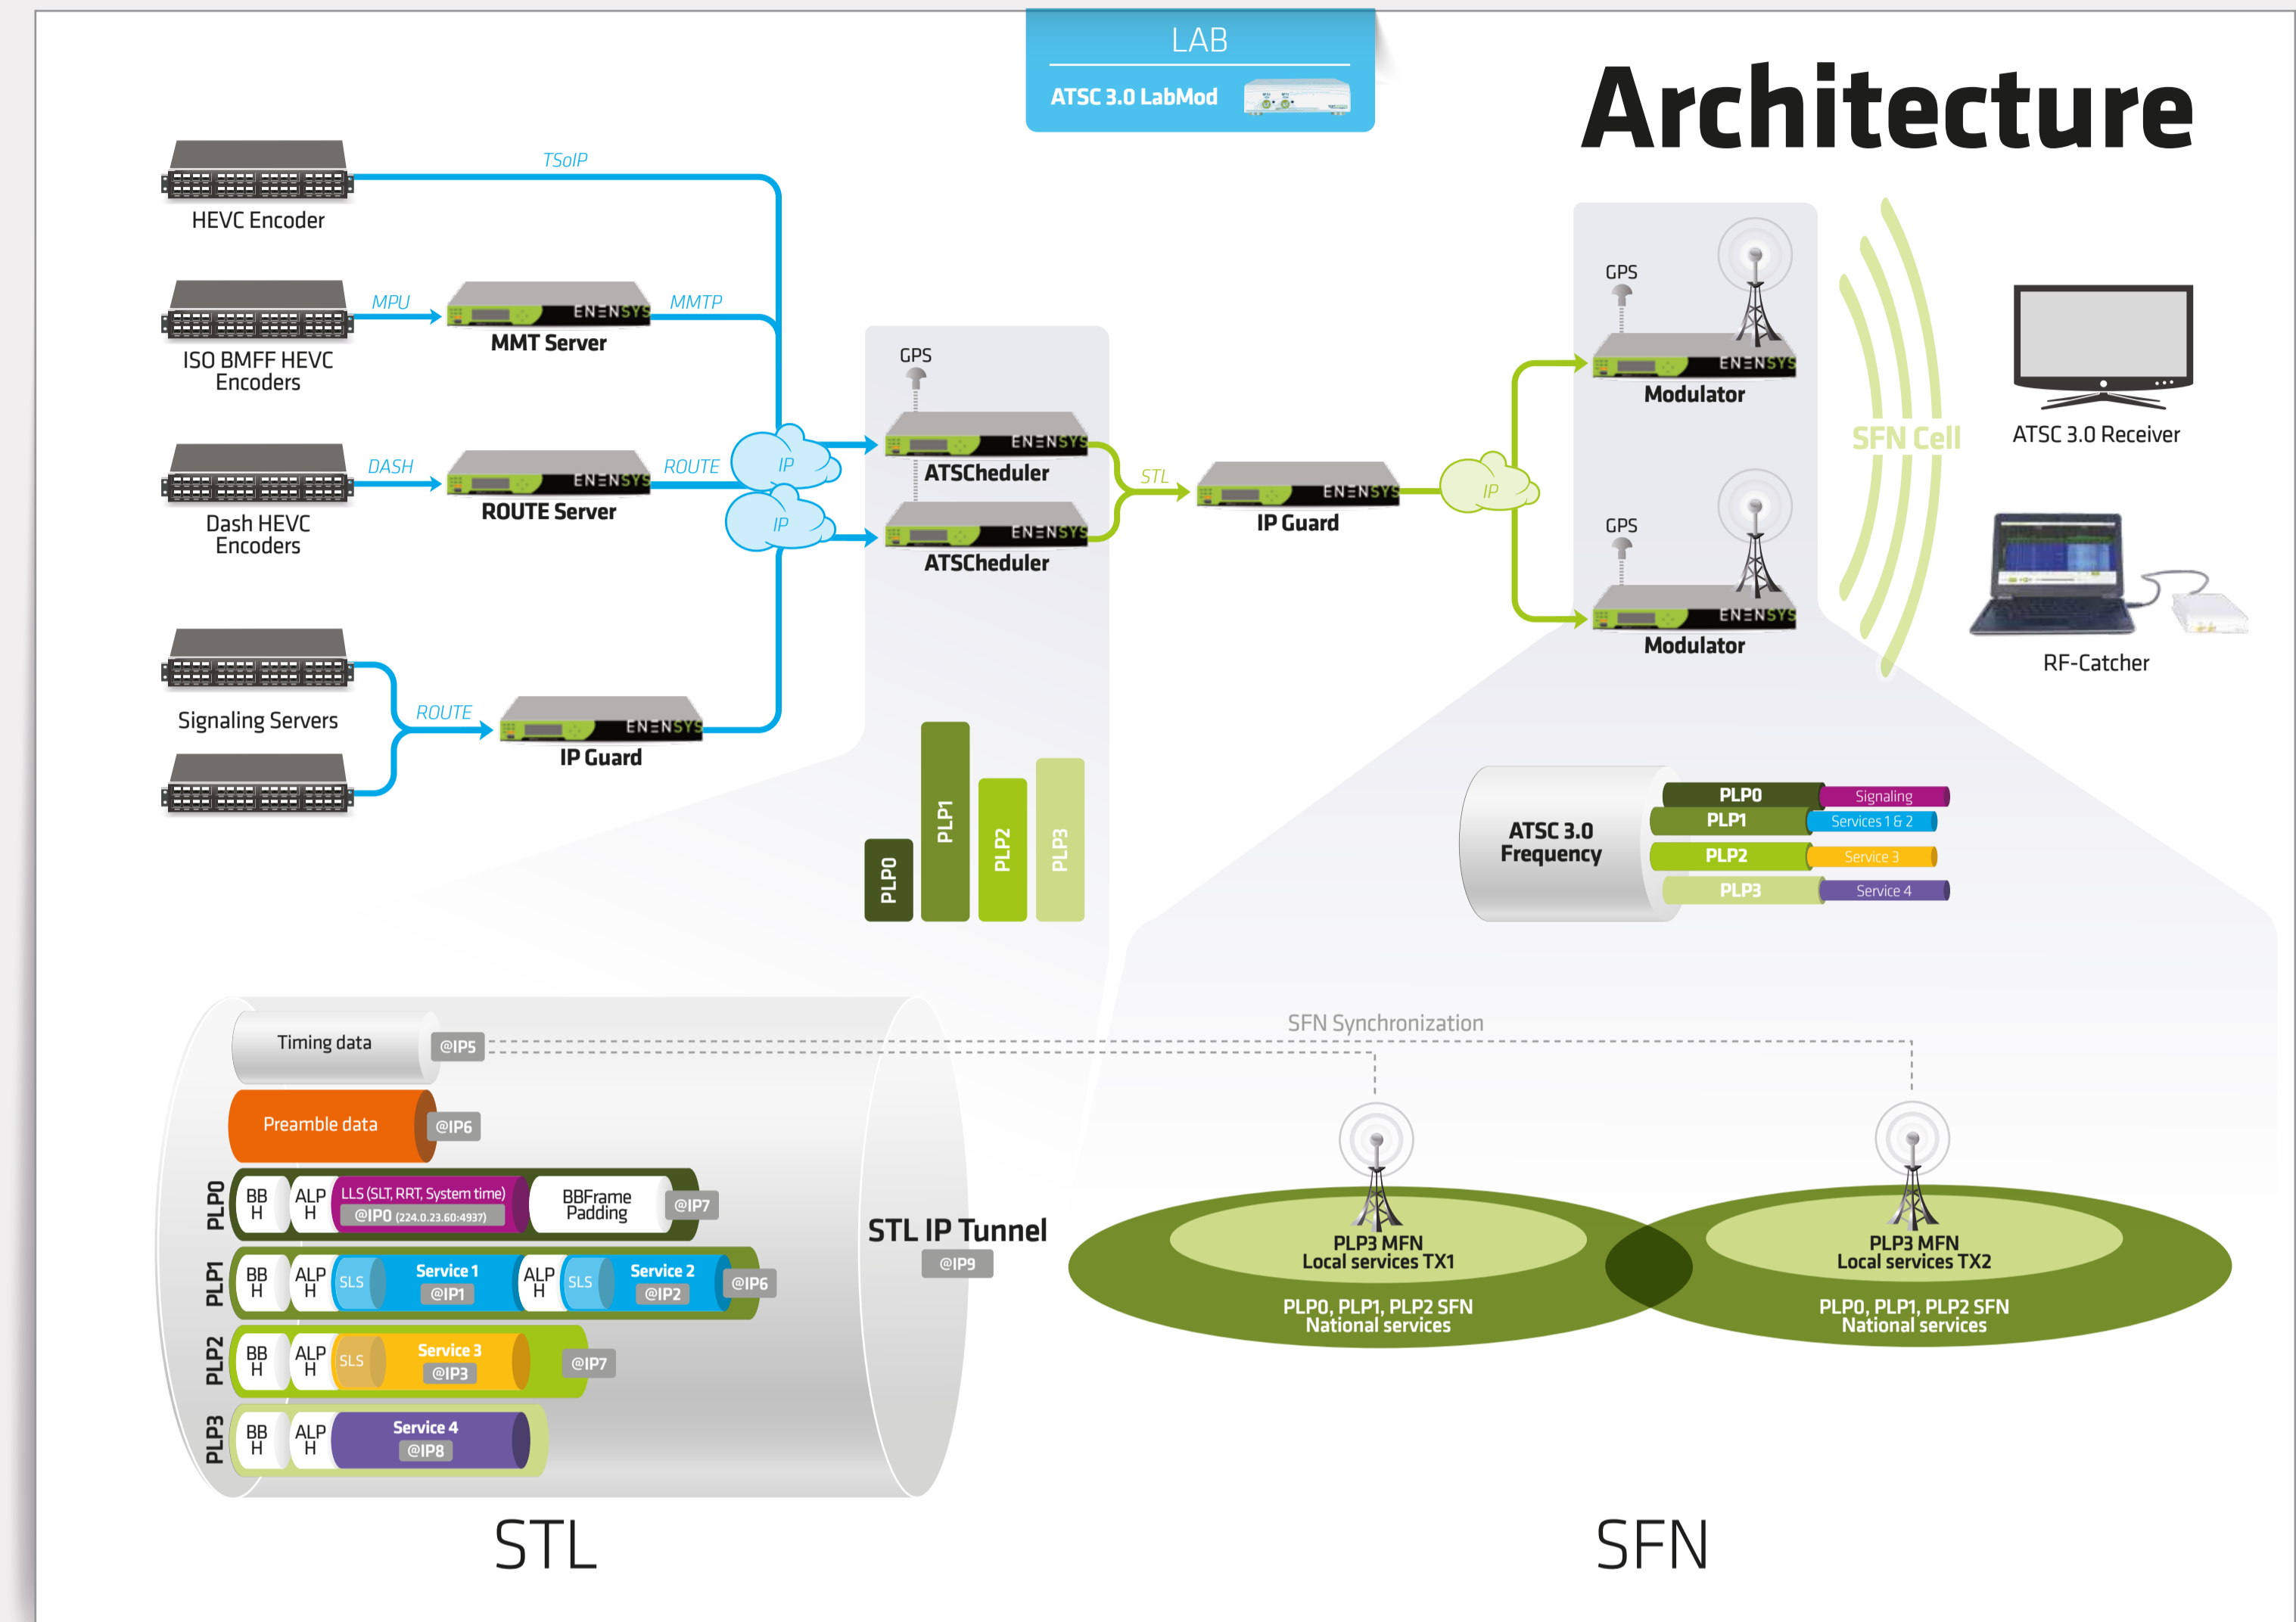 LAB
ATSC 3.0 LabMod
Architecture
TSoIP
HEVC Encoder
MPU
ENENSYS
MMTP
ISO BMFF HEVC
Encoders
MMT Server
DASH
ENENSYS
ROUTE
Dash HEVC
Encoders
ROUTE Server
IP
IP
Signaling Servers
ROUTE
ENENSYS
IP Guard
GPS
ENENSYS
ATSCheduler
ENENSYS
ATSCheduler
STL
ENENSYS
IP Guard
IP
GPS
ENENSYS
Modulator
GPS
ENENSYS
Modulator
SFN Cell
ATSC 3.0 Receiver
RF-Catcher
PLP0
PLP1
PLP2
PLP3
ATSC 3.0
Frequency
PLP0
Signaling
PLP1
Services 1 & 2
PLP2
Service 3
PLP3
Service 4
Timing data
@IP5
Preamble data
@IP6
PLP0
BB
H
ALP
H
LLS (SLT, RRT, System time)
@IP0 (224.0.23.60:4937)
BBFrame
Padding
@IP7
PLP1
BB
H
ALP
H
SLS
Service 1
@IP1
ALP
H
SLS
Service 2
@IP2
@IP6
PLP2
BB
H
ALP
H
SLS
Service 3
@IP3
@IP7
PLP3
BB
H
ALP
H
Service 4
@IP8
STL IP Tunnel
@IP9
STL
SFN Synchronization
PLP3 MFN
Local services TX1
PLP0, PLP1, PLP2 SFN
National services
PLP3 MFN
Local services TX2
PLP0, PLP1, PLP2 SFN
National services
SFN